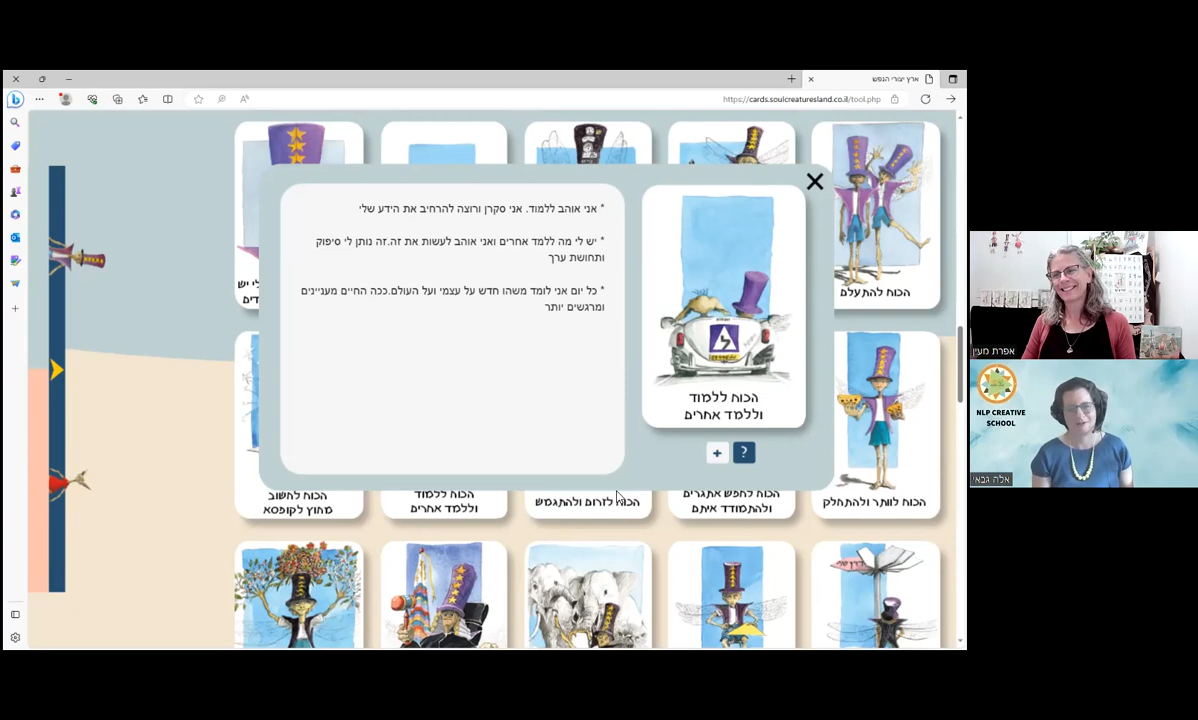 ארץ יצורי הנפש
https://cards.soulcreaturesland.co.il/tool.php
* אני אוהב ללמוד. אני סקרן ורוצה להרחיב את הידע שלי
* יש לי מה ללמד אחרים ואני אוהב לעשות את זה.זה נותן לי סיפוק
ותחושת ערך
* כל יום אני לומד משהו חדש על עצמי ועל העולם.ככה החיים מעניינים
ומרגשים יותר
הכוח ללמוד
וללמד אחרים
+
?
הכוח להתעלם
לי יש
הכוח לוותר ולהתחלק
הכוח לחפש אתגרים
ולהתמודד איתם
הכוח לזרום ולהתגמש
הכוח ללמוד
וללמד אחרים
הכוח לחשוב
מחוץ לקופסא
אפרת מעין
NLP CREATIVE
SCHOOL
אלה גבאי